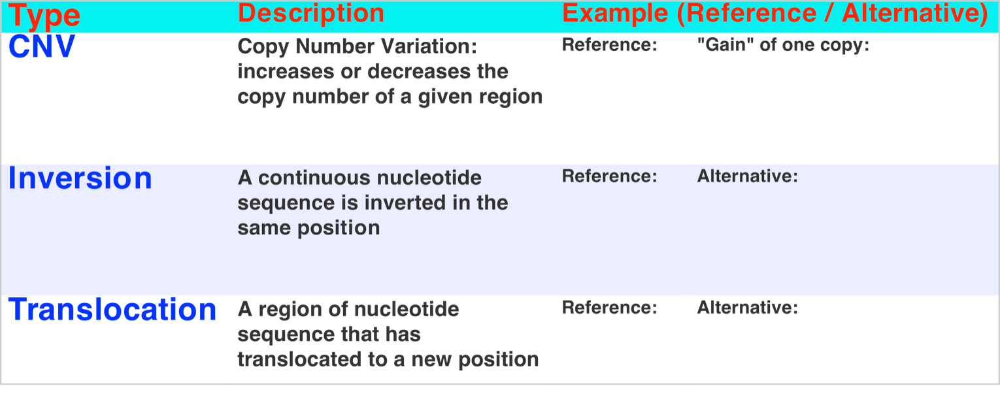 Type Description Example (Reference / Alternative)
CNV Copy Number Variation: Reference: "Gain" of one copy:
increases or decreases the
copy number of a given region
Inversion A continuous nucleotide Reference: Alternative:
sequence is inverted in the
same position
Translocation A region of nucleotide Reference: Alternative:
sequence that has
translocated to a new position